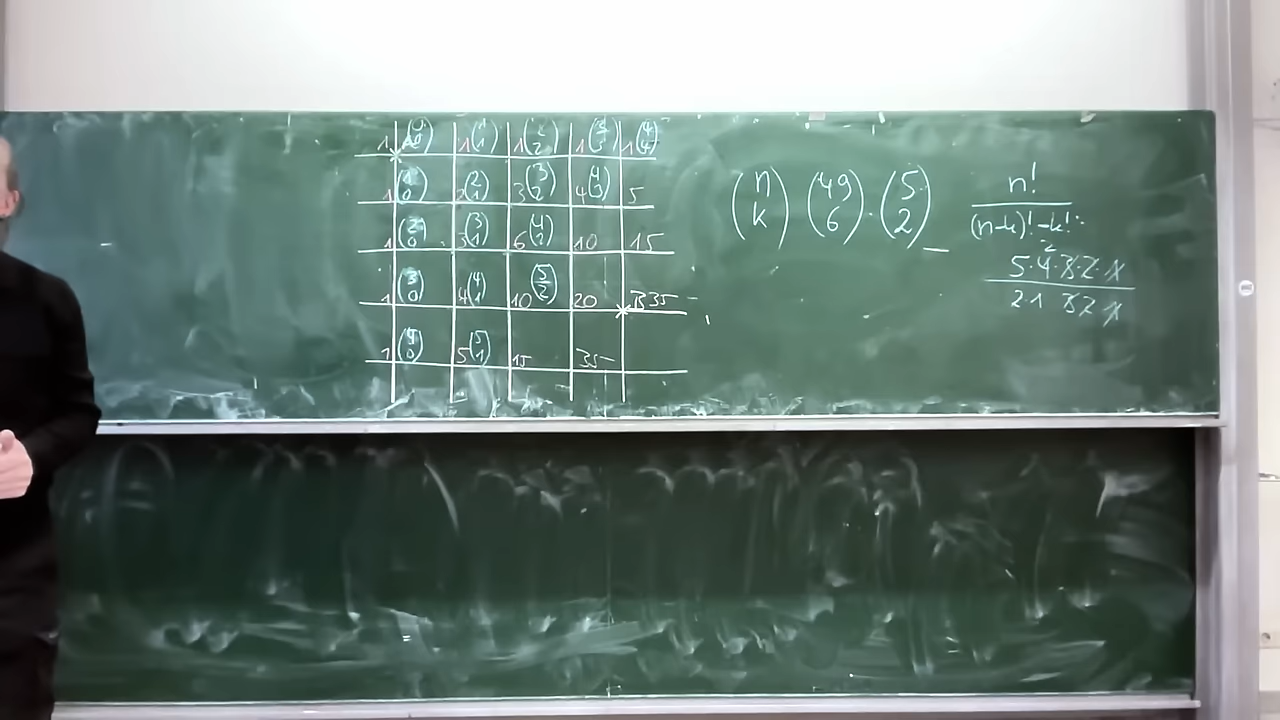 1 (0 0) 1 (1 1) 1 (2 2) 1 (3 3) 1 (4 4)
1 (1 0) 2 (2 1) 3 (3 2) 4 (4 3) 5
1 (2 0) 3 (3 1) 6 (4 2) 10 15
1 (3 0) 4 (4 1) 10 (5 2) 20 35
1 (4 0) 5 (5 1) 15 35
(n k) (49 6) (5 2)
n!
(n-k)! k!
2
5·4·3·2·1
2 1 3 2 1